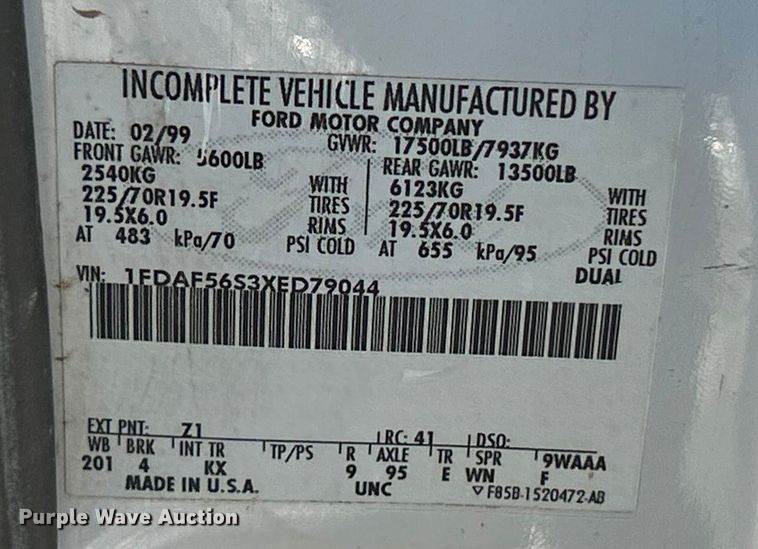 INCOMPLETE VEHICLE MANUFACTURED BY
FORD MOTOR COMPANY
DATE: 02/99 GVWR: 17500LB/7937KG
FRONT GAWR: 5600LB REAR GAWR: 13500LB
2540KG WITH 6123KG WITH
225/70R19.5F TIRES 225/70R19.5F TIRES
19.5X6.0 RIMS 19.5X6.0 RIMS
AT 483 kPa/70 PSI COLD AT 655 kPa/95 PSI COLD
DUAL
VIN: 1FDAF56S3XED79044
EXT PNT: Z1 RC: 41 DSO:
WB BRK INT TR TP/PS R AXLE TR SPR 9WAAA
201 4 KX 9 95 E WN F
MADE IN U.S.A. UNC ▽ F85B-1520472-AB
Purple Wave Auction